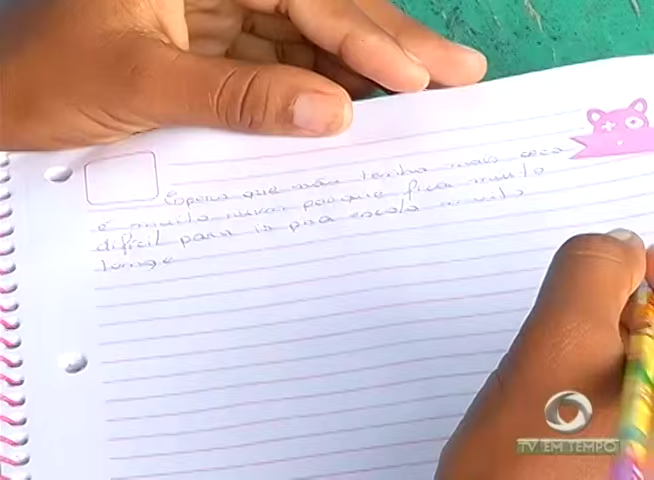 espero que não tenha mais seca
é muito ruim porque fica muito
difícil para ir pra escola muito
longe
TV EM TEMPO